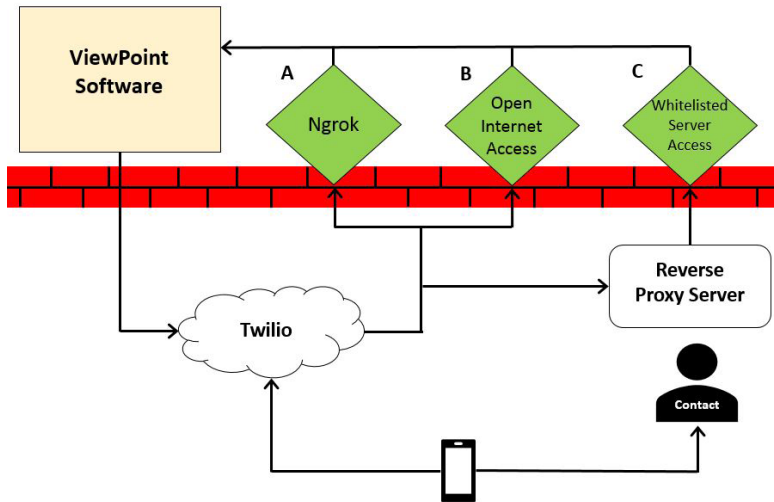 ViewPoint
Software
A
Ngrok
B
Open
Internet
Access
C
Whitelisted
Server
Access
Reverse
Proxy Server
Twilio
Contact